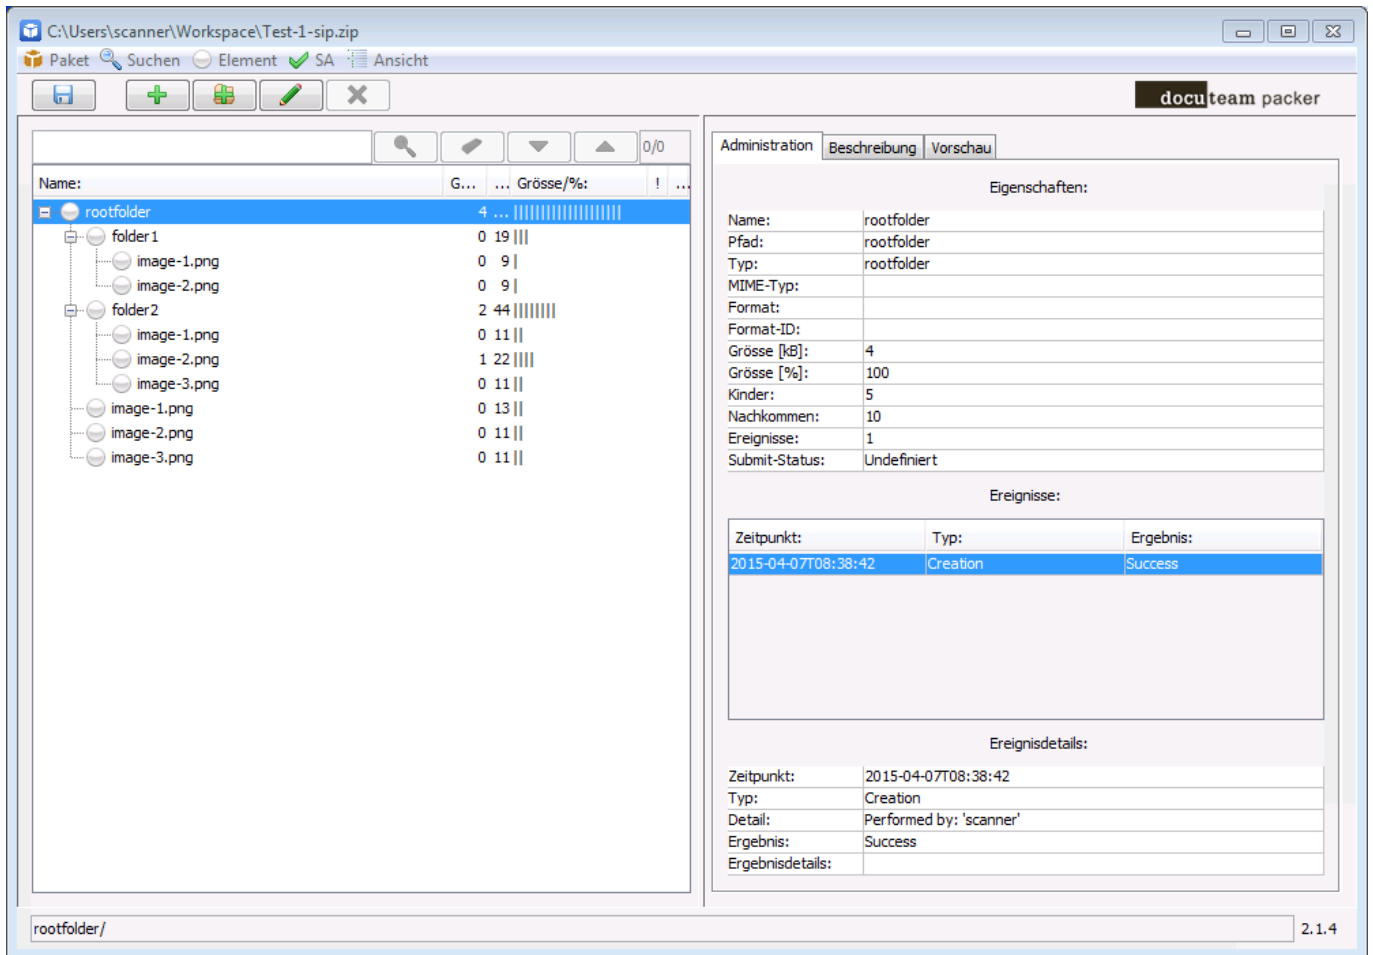 C:\Users\scanner\Workspace\Test-1-sip.zip
Paket Suchen Element SA Ansicht
docuteam packer
0/0
Name: G... ... Grösse/%: ! ...
rootfolder 4 ...
folder1 0 19
image-1.png 0 9
image-2.png 0 9
folder2 2 44
image-1.png 0 11
image-2.png 1 22
image-3.png 0 11
image-1.png 0 13
image-2.png 0 11
image-3.png 0 11
Administration Beschreibung Vorschau
Eigenschaften:
Name: rootfolder
Pfad: rootfolder
Typ: rootfolder
MIME-Typ:
Format:
Format-ID:
Grösse [kB]: 4
Grösse [%]: 100
Kinder: 5
Nachkommen: 10
Ereignisse: 1
Submit-Status: Undefiniert
Ereignisse:
Zeitpunkt: Typ: Ergebnis:
2015-04-07T08:38:42 Creation Success
Ereignisdetails:
Zeitpunkt: 2015-04-07T08:38:42
Typ: Creation
Detail: Performed by: 'scanner'
Ergebnis: Success
Ergebnisdetails:
rootfolder/ 2.1.4